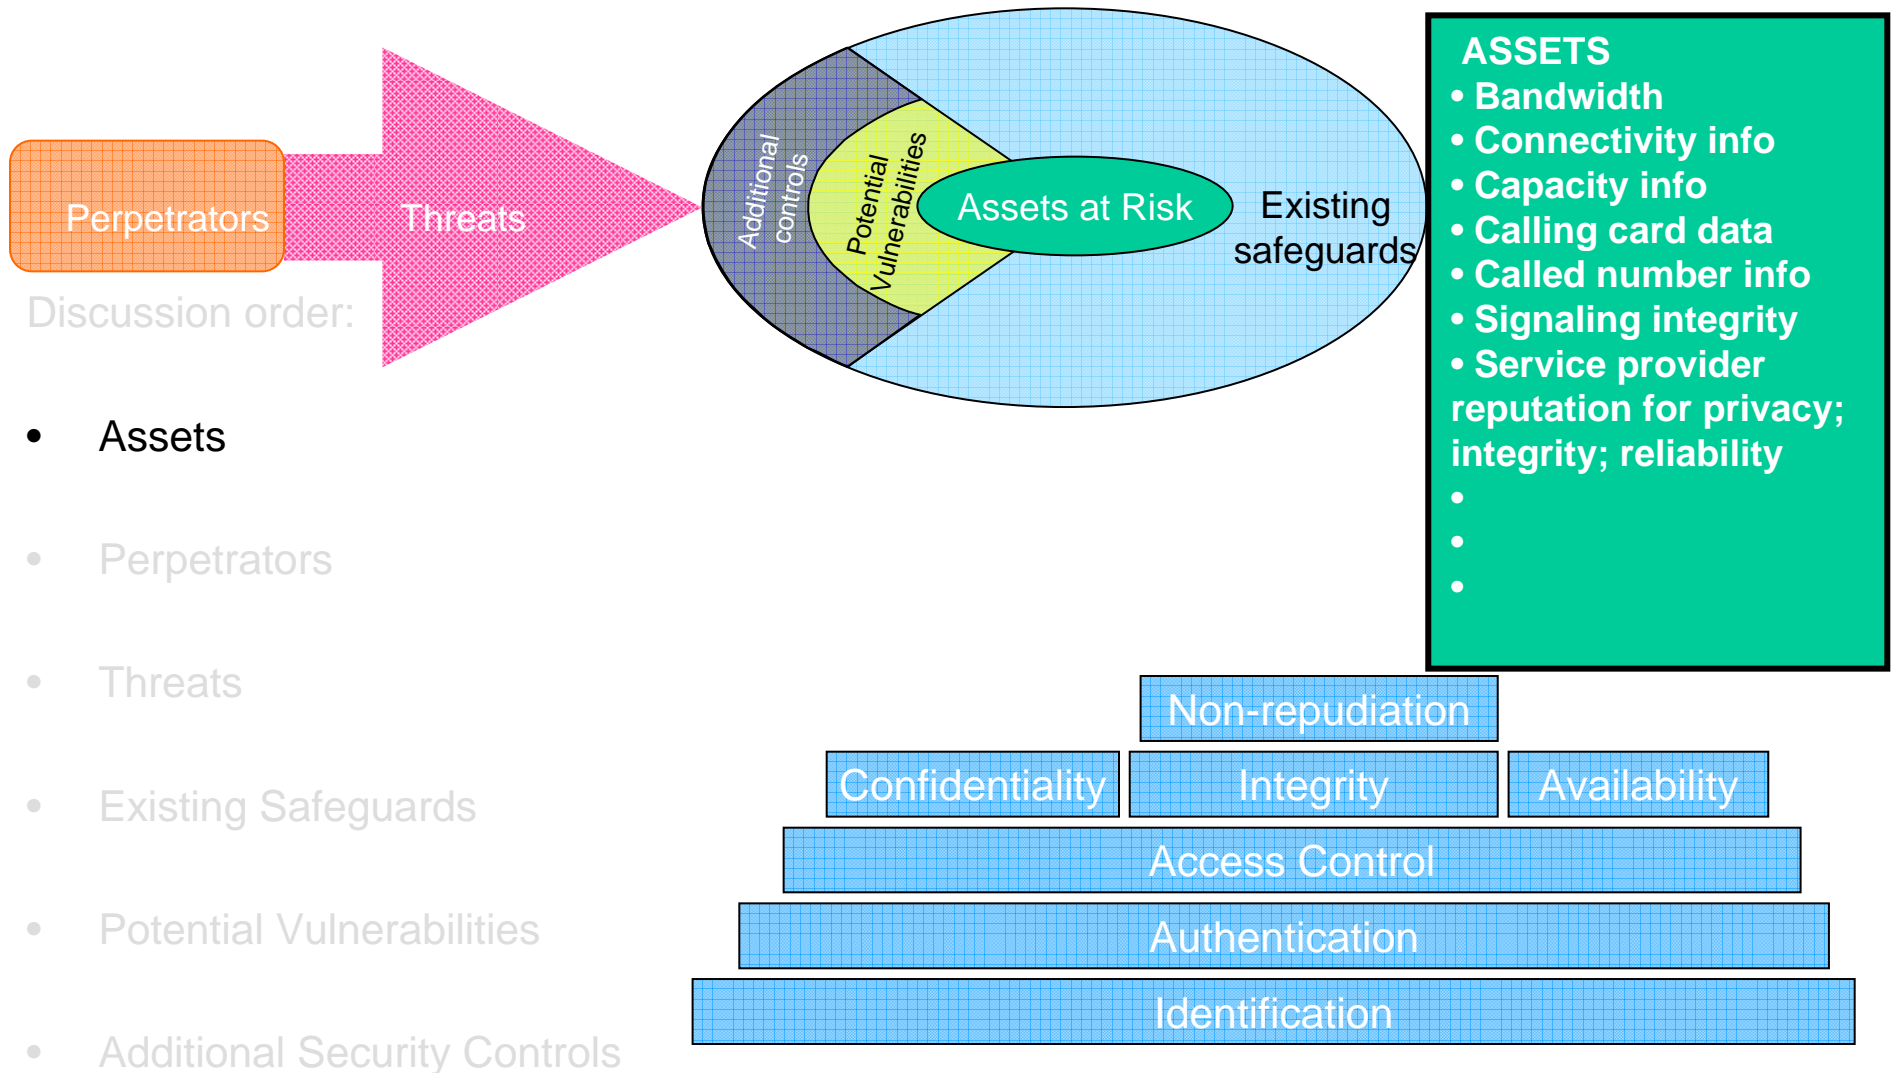 Perpetrators
Threats
Additional
controls
Potential
Vulnerabilities
Assets at Risk
Existing
safeguards
ASSETS
• Bandwidth
• Connectivity info
• Capacity info
• Calling card data
• Called number info
• Signaling integrity
• Service provider
reputation for privacy;
integrity; reliability
•
•
•
Discussion order:
• Assets
• Perpetrators
• Threats
• Existing Safeguards
• Potential Vulnerabilities
• Additional Security Controls
Non-repudiation
Confidentiality
Integrity
Availability
Access Control
Authentication
Identification